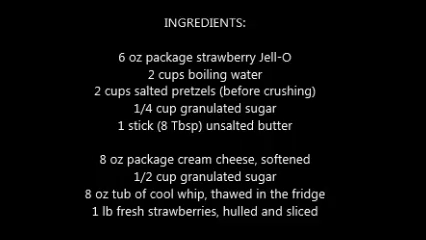 INGREDIENTS:
6 oz package strawberry Jell-O
2 cups boiling water
2 cups salted pretzels (before crushing)
1/4 cup granulated sugar
1 stick (8 Tbsp) unsalted butter
8 oz package cream cheese, softened
1/2 cup granulated sugar
8 oz tub of cool whip, thawed in the fridge
1 lb fresh strawberries, hulled and sliced